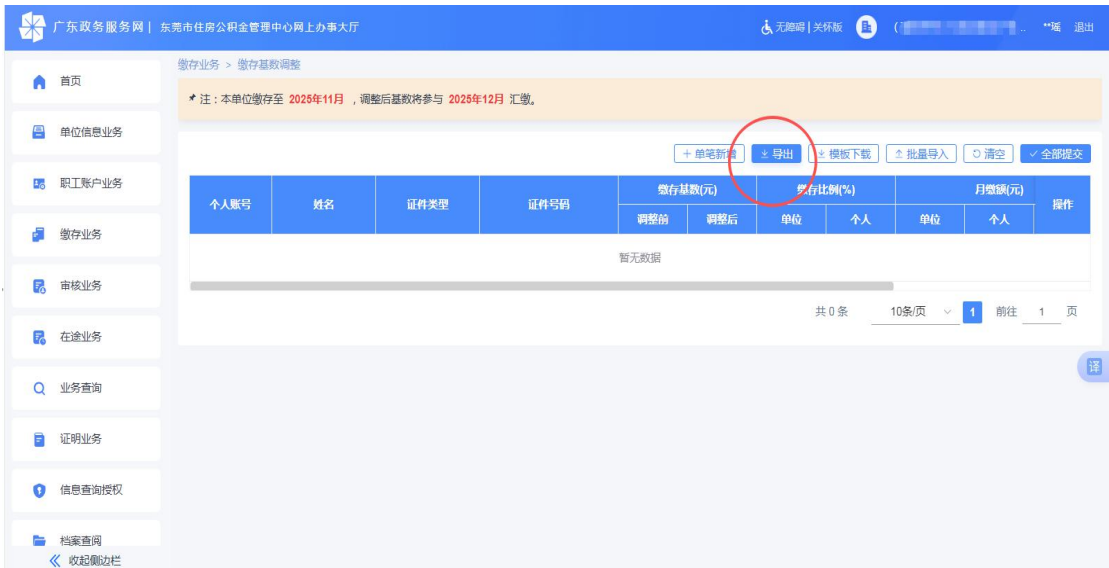 广东政务服务网 | 东莞市住房公积金管理中心网上办事大厅
无障碍 | 关怀版
**瑶 退出
首页
单位信息业务
职工账户业务
缴存业务
审核业务
在途业务
业务查询
证明业务
信息查询授权
档案查阅
收起侧边栏
缴存业务 > 缴存基数调整
注：本单位缴存至 2025年11月 ，调整后基数将参与 2025年12月 汇缴。
单笔新增 导出 模板下载 批量导入 清空 全部提交
个人账号 姓名 证件类型 证件号码 缴存基数(元) 缴存比例(%) 月缴额(元) 操作
调整前 调整后 单位 个人 单位 个人
暂无数据
共 0 条 10条/页 1 前往 1 页
译